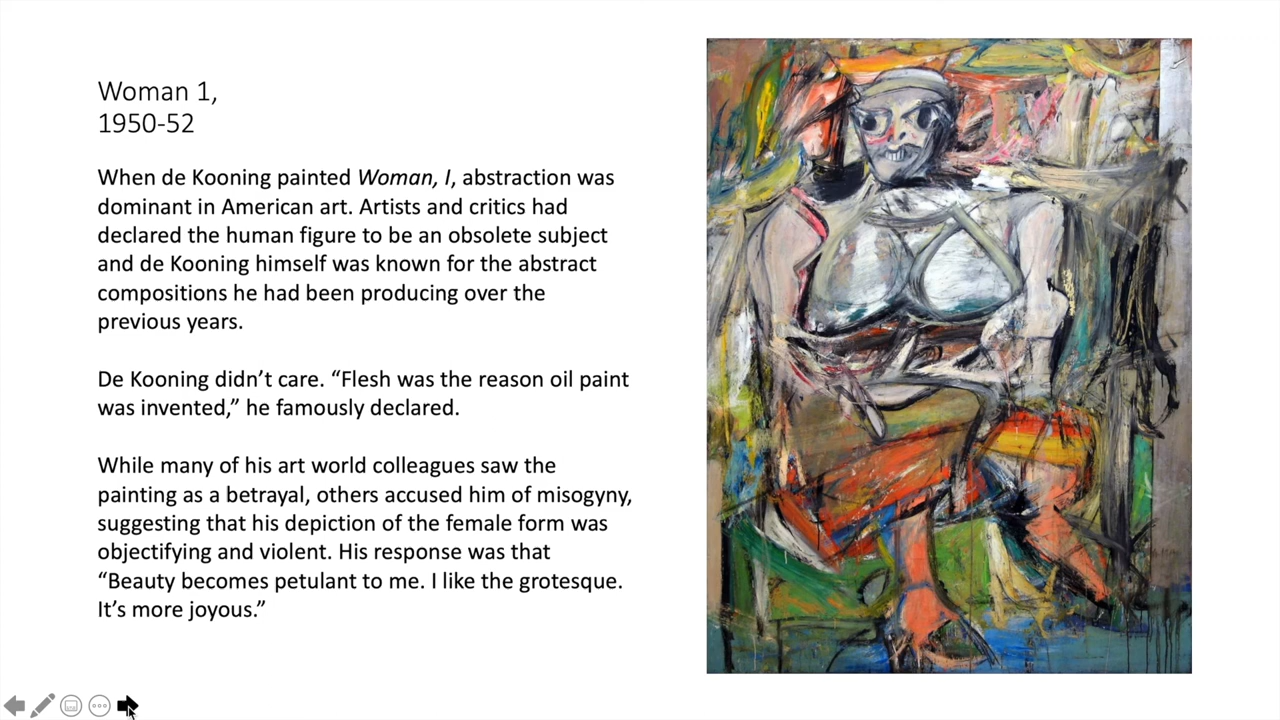 Woman 1,
1950-52
When de Kooning painted Woman, I, abstraction was
dominant in American art. Artists and critics had
declared the human figure to be an obsolete subject
and de Kooning himself was known for the abstract
compositions he had been producing over the
previous years.
De Kooning didn’t care. “Flesh was the reason oil paint
was invented,” he famously declared.
While many of his art world colleagues saw the
painting as a betrayal, others accused him of misogyny,
suggesting that his depiction of the female form was
objectifying and violent. His response was that
“Beauty becomes petulant to me. I like the grotesque.
It’s more joyous.”